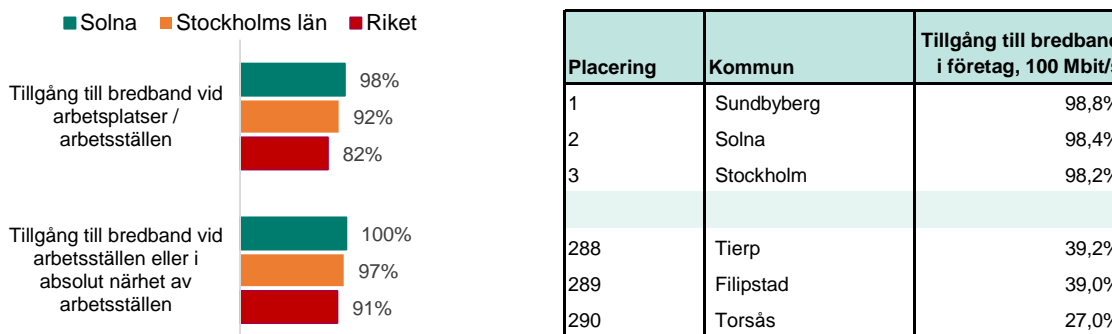 Solna Stockholms län Riket
Tillgång till bredband vid
arbetsplatser /
arbetsställen
98%
92%
82%
Tillgång till bredband vid
arbetsställen eller i
absolut närhet av
arbetsställen
100%
97%
91%
Placering Kommun Tillgång till bredband i företag, 100 Mbit/s
1 Sundbyberg 98,8%
2 Solna 98,4%
3 Stockholm 98,2%
288 Tierp 39,2%
289 Filipstad 39,0%
290 Torsås 27,0%